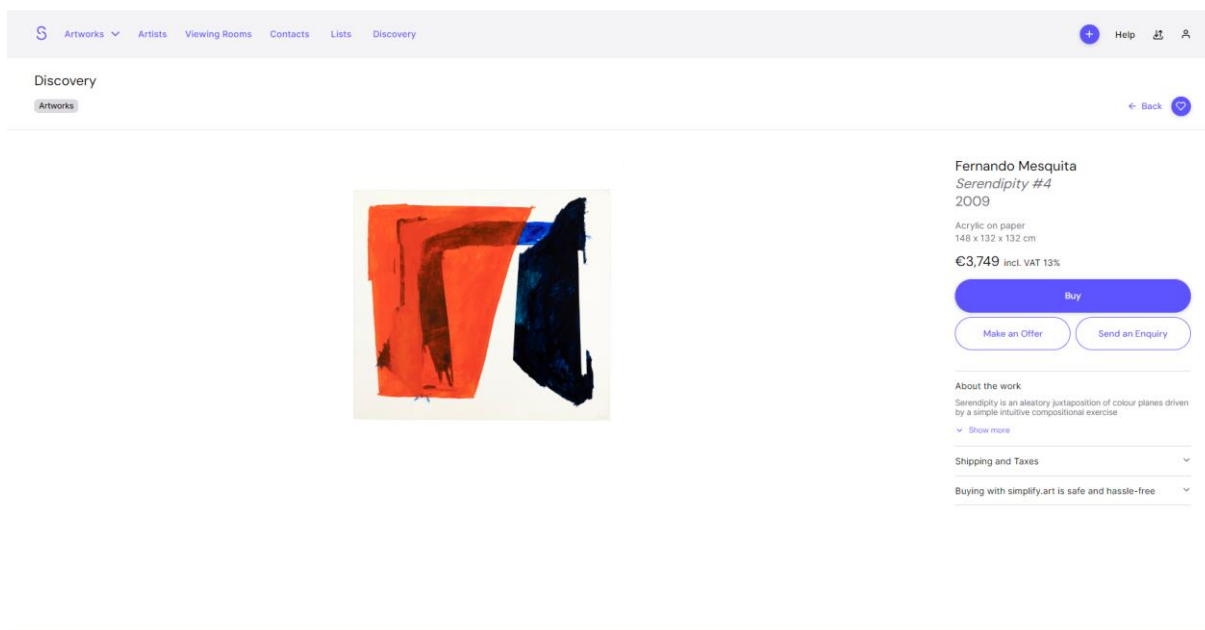 S Artworks Artists Viewing Rooms Contacts Lists Discovery + Help
Discovery
Artworks
← Back
Fernando Mesquita
Serendipity #4
2009
Acrylic on paper
148 x 132 x 132 cm
€3,749 incl. VAT 13%
Buy
Make an Offer Send an Enquiry
About the work
Serendipity is an aleatory juxtaposition of colour planes driven
by a simple intuitive compositional exercise
Show more
Shipping and Taxes
Buying with simplify.art is safe and hassle-free